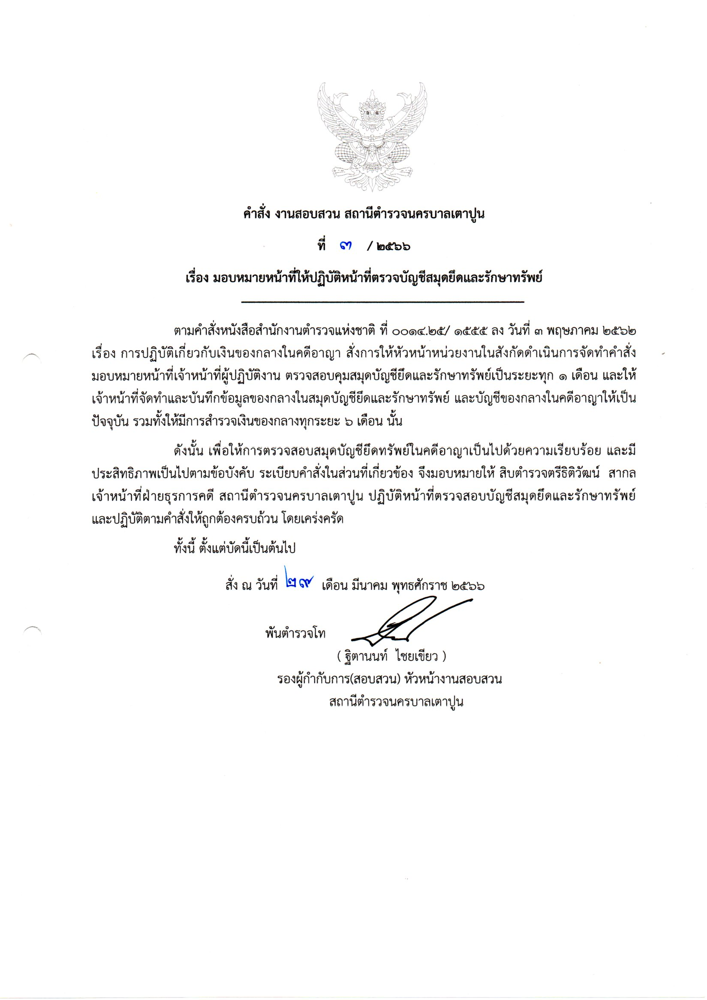 คำสั่ง งานสอบสวน สถานีตำรวจนครบาลเตาปูน
ที่ ๓ / ๒๕๖๖
เรื่อง มอบหมายหน้าที่ให้ปฏิบัติหน้าที่ตรวจบัญชีสมุดยึดและรักษาทรัพย์
ตามคำสั่งหนังสือสำนักงานตำรวจแห่งชาติ ที่ ๐๐๑๔.๒๕/ ๑๕๕๕ ลง วันที่ ๓ พฤษภาคม ๒๕๖๒
เรื่อง การปฏิบัติเกี่ยวกับเงินของกลางในคดีอาญา สั่งการให้หัวหน้าหน่วยงานในสังกัดดำเนินการจัดทำคำสั่ง
มอบหมายหน้าที่เจ้าหน้าที่ผู้ปฏิบัติงาน ตรวจสอบคุมสมุดบัญชียึดและรักษาทรัพย์เป็นระยะทุก ๑ เดือน และให้
เจ้าหน้าที่จัดทำและบันทึกข้อมูลของกลางในสมุดบัญชียึดและรักษาทรัพย์ และบัญชีของกลางในคดีอาญาให้เป็น
ปัจจุบัน รวมทั้งให้มีการสำรวจเงินของกลางทุกระยะ ๖ เดือน นั้น
ดังนั้น เพื่อให้การตรวจสอบสมุดบัญชียึดทรัพย์ในคดีอาญาเป็นไปด้วยความเรียบร้อย และมี
ประสิทธิภาพเป็นไปตามข้อบังคับ ระเบียบคำสั่งในส่วนที่เกี่ยวข้อง จึงมอบหมายให้ สิบตำรวจตรีธิติวัฒน์ สากล
เจ้าหน้าที่ฝ่ายธุรการคดี สถานีตำรวจนครบาลเตาปูน ปฏิบัติหน้าที่ตรวจสอบบัญชีสมุดยึดและรักษาทรัพย์
และปฏิบัติตามคำสั่งให้ถูกต้องครบถ้วน โดยเคร่งครัด
ทั้งนี้ ตั้งแต่บัดนี้เป็นต้นไป
สั่ง ณ วันที่ ๒๙ เดือน มีนาคม พุทธศักราช ๒๕๖๖
พันตำรวจโท
( ฐิตานนท์ ไชยเขียว )
รองผู้กำกับการ(สอบสวน) หัวหน้างานสอบสวน
สถานีตำรวจนครบาลเตาปูน